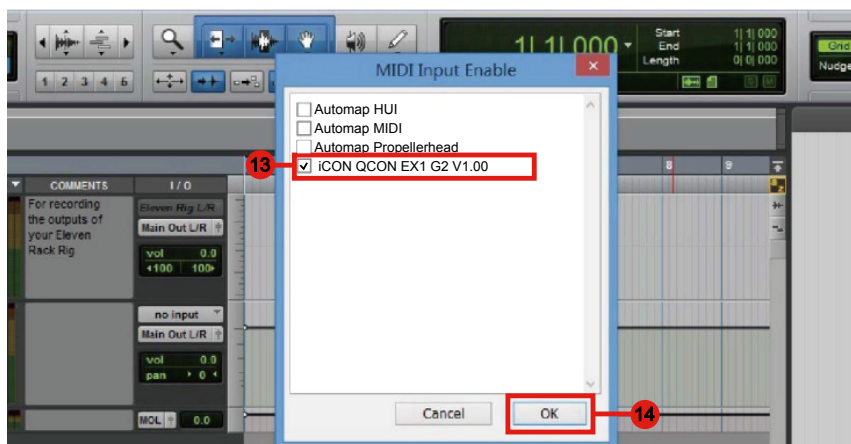 1| 1| 000
Start 1| 1| 000
End 1| 1| 000
Length 0| 0| 000
Grid
Nudge
1 2 3 4 5
MIDI Input Enable
Automap HUI
Automap MIDI
Automap Propellerhead
13
iCON QCON EX1 G2 V1.00
8 9
COMMENTS I / O
For recording
the outputs of
your Eleven
Rack Rig
Eleven Rig L/R
Main Out L/R
vol 0.0
100 100
no input
Main Out L/R
vol 0.0
pan 0
Cancel OK
14
MOL 0.0